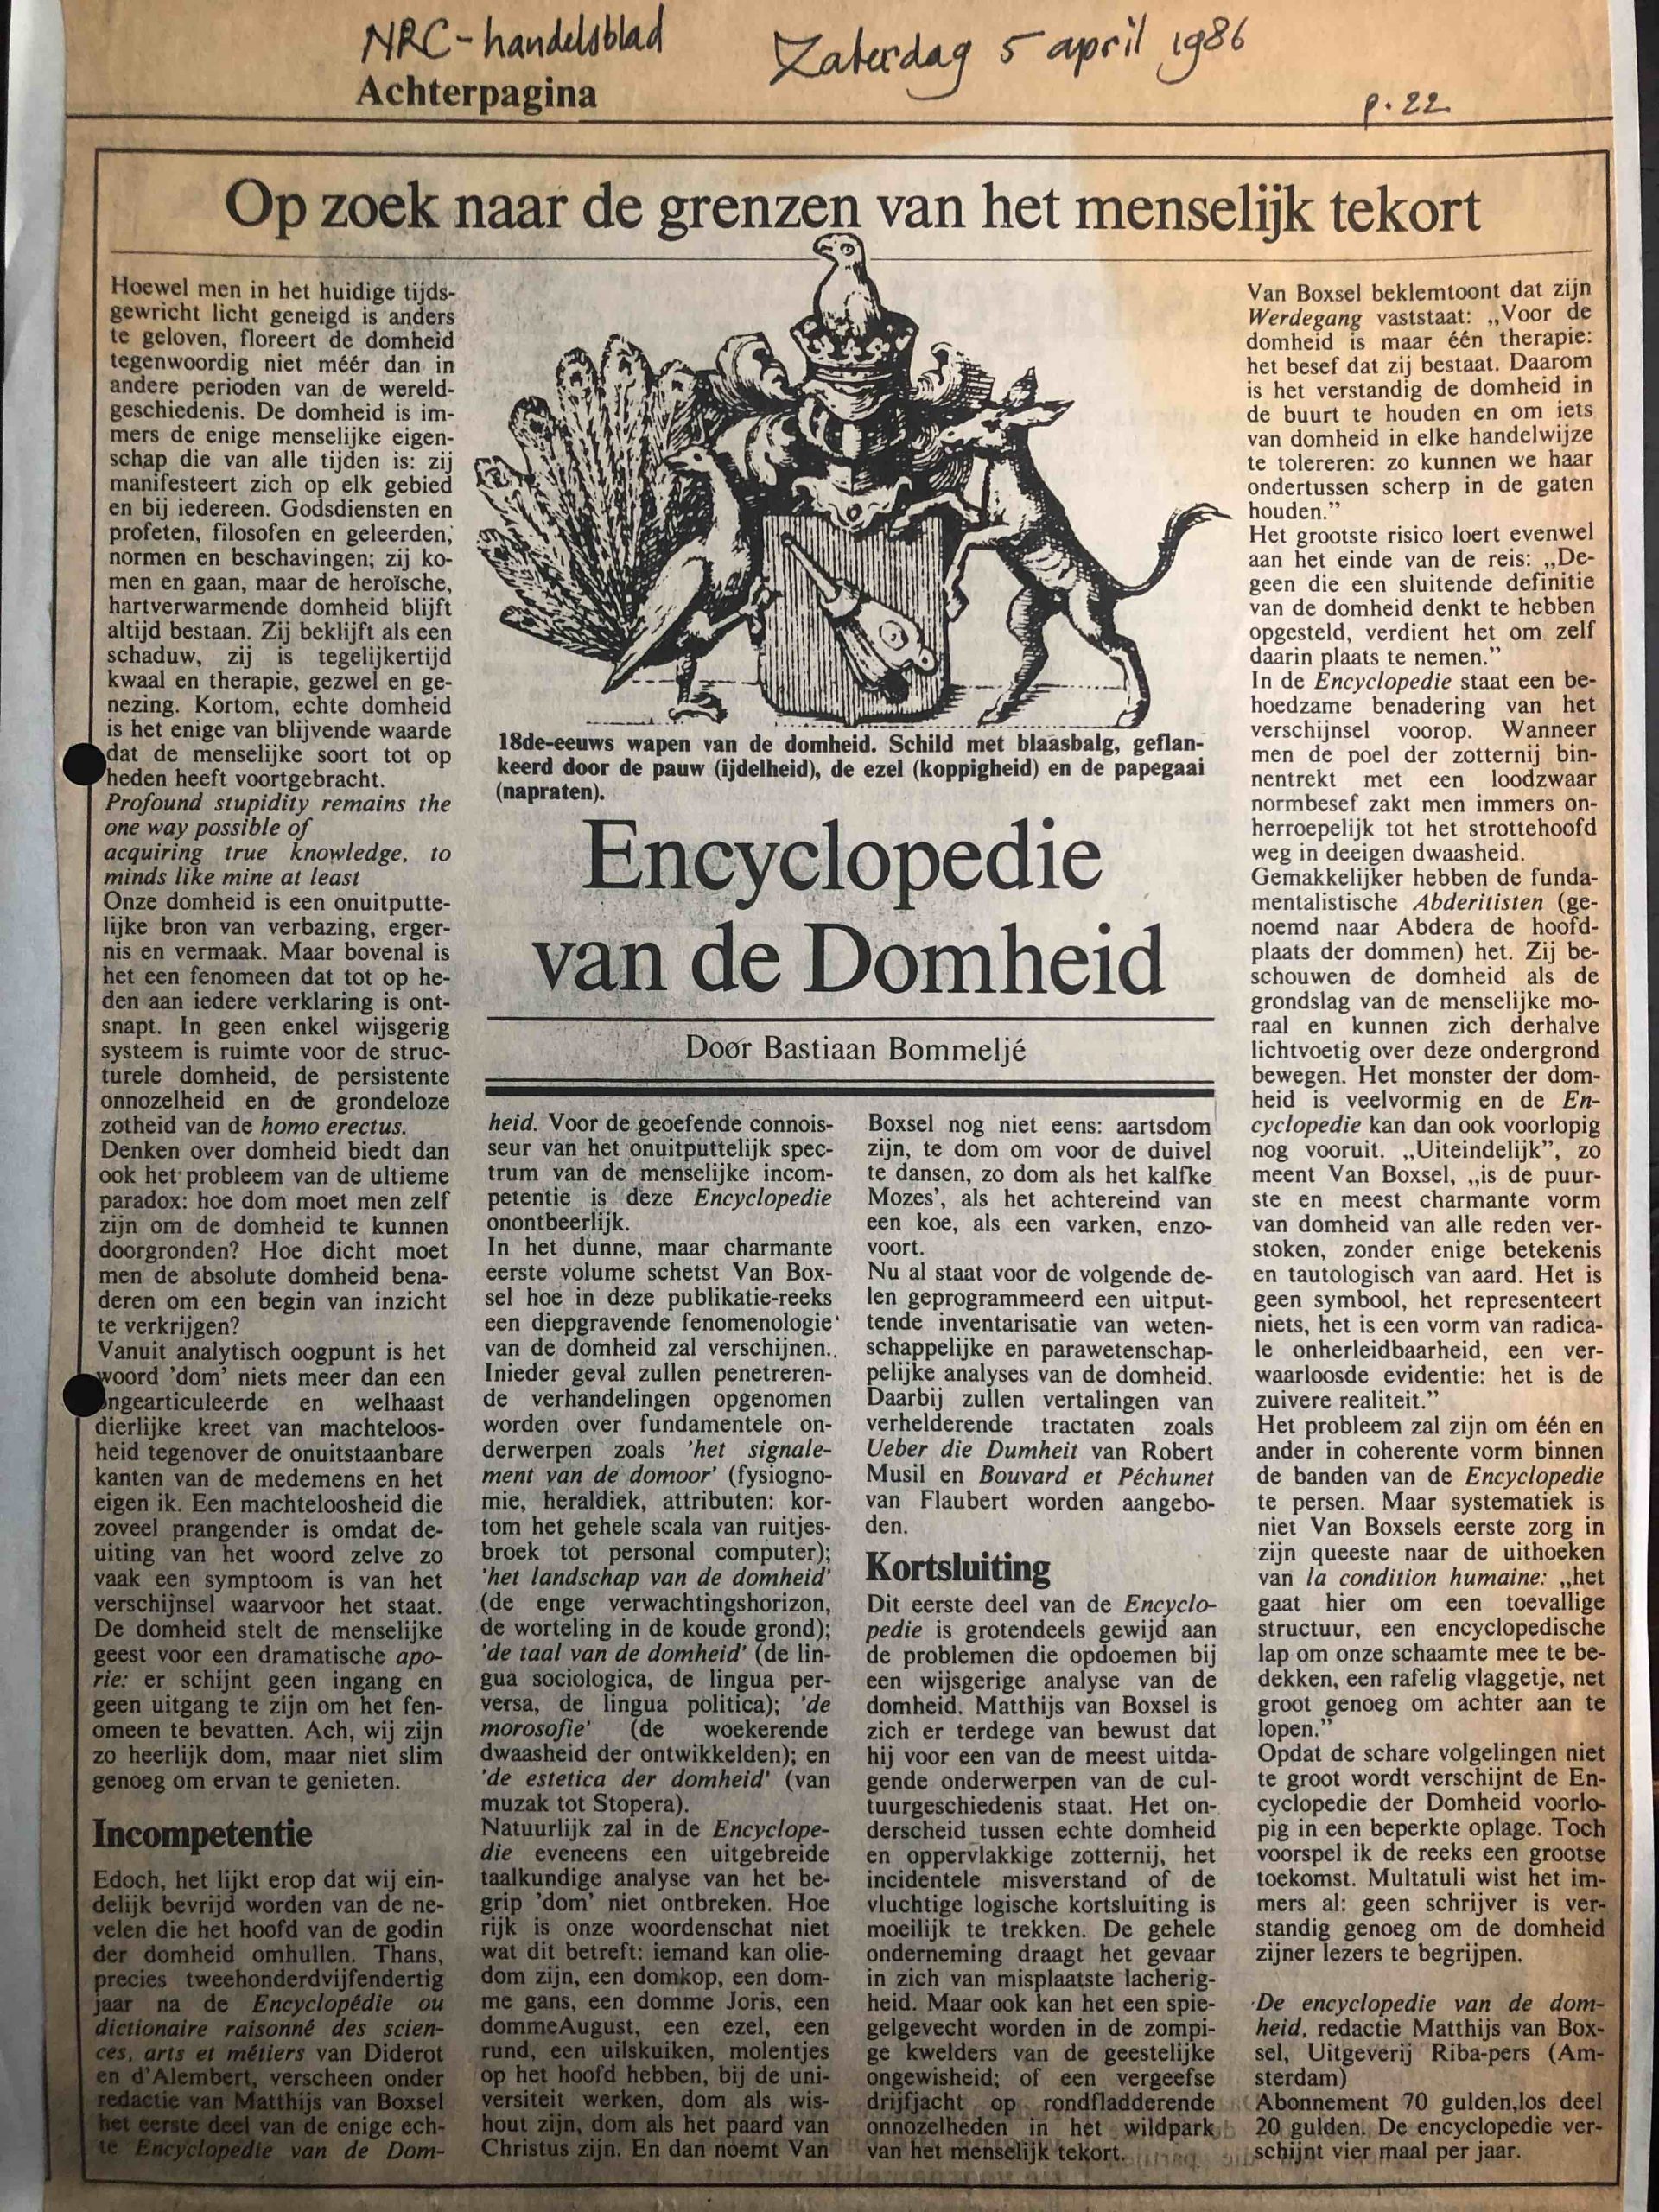 NRC-handelsblad
Zaterdag 5 april 1986
Achterpagina
p. 22
Op zoek naar de grenzen van het menselijk tekort
Hoewel men in het huidige tijds-
gewricht licht geneigd is anders
te geloven, floreert de domheid
tegenwoordig niet méér dan in
andere perioden van de wereld-
geschiedenis. De domheid is im-
mers de enige menselijke eigen-
schap die van alle tijden is: zij
manifesteert zich op elk gebied
en bij iedereen. Godsdiensten en
profeten, filosofen en geleerden,
normen en beschavingen; zij ko-
men en gaan, maar de heroïsche,
hartverwarmende domheid blijft
altijd bestaan. Zij beklijft als een
schaduw, zij is tegelijkertijd
kwaal en therapie, gezwel en ge-
nezing. Kortom, echte domheid
is het enige van blijvende waarde
dat de menselijke soort tot op
heden heeft voortgebracht.
Profound stupidity remains the
one way possible of
acquiring true knowledge, to
minds like mine at least
Onze domheid is een onuitputte-
lijke bron van verbazing, erger-
nis en vermaak. Maar bovenal is
het een fenomeen dat tot op he-
den aan iedere verklaring is ont-
snapt. In geen enkel wijsgerig
systeem is ruimte voor de struc-
turele domheid, de persistente
onnozelheid en de grondeloze
zotheid van de homo erectus.
Denken over domheid biedt dan
ook het probleem van de ultieme
paradox: hoe dom moet men zelf
zijn om de domheid te kunnen
doorgronden? Hoe dicht moet
men de absolute domheid bena-
deren om een begin van inzicht
te verkrijgen?
Vanuit analytisch oogpunt is het
woord 'dom' niets meer dan een
ongearticuleerde en welhaast
dierlijke kreet van machteloos-
heid tegenover de onuitstaanbare
kanten van de medemens en het
eigen ik. Een machteloosheid die
zoveel prangender is omdat de-
uiting van het woord zelve zo
vaak een symptoom is van het
verschijnsel waarvoor het staat.
De domheid stelt de menselijke
geest voor een dramatische apo-
rie: er schijnt geen ingang en
geen uitgang te zijn om het fen-
omeen te bevatten. Ach, wij zijn
zo heerlijk dom, maar niet slim
genoeg om ervan te genieten.
Incompetentie
Edoch, het lijkt erop dat wij ein-
delijk bevrijd worden van de ne-
velen die het hoofd van de godin
der domheid omhullen. Thans,
precies tweehonderdvijfendertig
jaar na de Encyclopédie ou
dictionaire raisonné des scien-
ces, arts et métiers van Diderot
en d'Alembert, verscheen onder
redactie van Matthijs van Boxsel
het eerste deel van de enige ech-
te Encyclopedie van de Dom-
18de-eeuws wapen van de domheid. Schild met blaasbalg, geflan-
keerd door de pauw (ijdelheid), de ezel (koppigheid) en de papegaai
(napraten).
Encyclopedie
van de Domheid
Door Bastiaan Bommeljé
heid. Voor de geoefende connois-
seur van het onuitputtelijk spec-
trum van de menselijke incom-
petentie is deze Encyclopedie
onontbeerlijk.
In het dunne, maar charmante
eerste volume schetst Van Box-
sel hoe in deze publikatie-reeks
een diepgravende fenomenologie
van de domheid zal verschijnen.
Inieder geval zullen penetreren-
de verhandelingen opgenomen
worden over fundamentele on-
derwerpen zoals 'het signale-
ment van de domoor' (fysiogno-
mie, heraldiek, attributen: kor-
tom het gehele scala van ruitjes-
broek tot personal computer);
'het landschap van de domheid'
(de enge verwachtingshorizon,
de worteling in de koude grond);
'de taal van de domheid' (de lin-
gua sociologica, de lingua per-
versa, de lingua politica); 'de
morosofie' (de woekerende
dwaasheid der ontwikkelden); en
'de estetica der domheid' (van
muzak tot Stopera).
Natuurlijk zal in de Encyclope-
die eveneens een uitgebreide
taalkundige analyse van het be-
grip 'dom' niet ontbreken. Hoe
rijk is onze woordenschat niet
wat dit betreft: iemand kan olie-
dom zijn, een domkop, een dom-
me gans, een domme Joris, een
dommeAugust, een ezel, een
rund, een uilskuiken, molentjes
op het hoofd hebben, bij de uni-
versiteit werken, dom als wis-
hout zijn, dom als het paard van
Christus zijn. En dan noemt Van
Boxsel nog niet eens: aartsdom
zijn, te dom om voor de duivel
te dansen, zo dom als het kalfke
Mozes', als het achtereind van
een koe, als een varken, enzo-
voort.
Nu al staat voor de volgende de-
len geprogrammeerd een uitput-
tende inventarisatie van weten-
schappelijke en parawetenschap-
pelijke analyses van de domheid.
Daarbij zullen vertalingen van
verhelderende tractaten zoals
Ueber die Dumheit van Robert
Musil en Bouvard et Péchunet
van Flaubert worden aangebo-
den.
Kortsluiting
Dit eerste deel van de Encyclo-
pedie is grotendeels gewijd aan
de problemen die opdoemen bij
een wijsgerige analyse van de
domheid. Matthijs van Boxsel is
zich er terdege van bewust dat
hij voor een van de meest uitda-
gende onderwerpen van de cul-
tuurgeschiedenis staat. Het on-
derscheid tussen echte domheid
en oppervlakkige zotternij, het
incidentele misverstand of de
vluchtige logische kortsluiting is
moeilijk te trekken. De gehele
onderneming draagt het gevaar
in zich van misplaatste lacherig-
heid. Maar ook kan het een spie-
gelgevecht worden in de zompi-
ge kwelders van de geestelijke
ongewisheid; of een vergeefse
drijfjacht op rondfladderende
onnozelheden in het wildpark
van het menselijk tekort.
Van Boxsel beklemtoont dat zijn
Werdegang vaststaat: „Voor de
domheid is maar één therapie:
het besef dat zij bestaat. Daarom
is het verstandig de domheid in
de buurt te houden en om iets
van domheid in elke handelwijze
te tolereren: zo kunnen we haar
ondertussen scherp in de gaten
houden.”
Het grootste risico loert evenwel
aan het einde van de reis: „De-
geen die een sluitende definitie
van de domheid denkt te hebben
opgesteld, verdient het om zelf
daarin plaats te nemen.”
In de Encyclopedie staat een be-
hoedzame benadering van het
verschijnsel voorop. Wanneer
men de poel der zotternij bin-
nentrekt met een loodzwaar
normbesef zakt men immers on-
herroepelijk tot het strottehoofd
weg in deeigen dwaasheid.
Gemakkelijker hebben de funda-
mentalistische Abderitisten (ge-
noemd naar Abdera de hoofd-
plaats der dommen) het. Zij be-
schouwen de domheid als de
grondslag van de menselijke mo-
raal en kunnen zich derhalve
lichtvoetig over deze ondergrond
bewegen. Het monster der dom-
heid is veelvormig en de En-
cyclopedie kan dan ook voorlopig
nog vooruit. „Uiteindelijk”, zo
meent Van Boxsel, „is de puur-
ste en meest charmante vorm
van domheid van alle reden ver-
stoken, zonder enige betekenis
en tautologisch van aard. Het is
geen symbool, het representeert
niets, het is een vorm van radica-
le onherleidbaarheid, een ver-
waarloosde evidentie: het is de
zuivere realiteit.”
Het probleem zal zijn om één en
ander in coherente vorm binnen
de banden van de Encyclopedie
te persen. Maar systematiek is
niet Van Boxsels eerste zorg in
zijn queeste naar de uithoeken
van la condition humaine: „het
gaat hier om een toevallige
structuur, een encyclopedische
lap om onze schaamte mee te be-
dekken, een rafelig vlaggetje, net
groot genoeg om achter aan te
lopen.”
Opdat de schare volgelingen niet
te groot wordt verschijnt de En-
cyclopedie der Domheid voorlo-
pig in een beperkte oplage. Toch
voorspel ik de reeks een grootse
toekomst. Multatuli wist het im-
mers al: geen schrijver is ver-
standig genoeg om de domheid
zijner lezers te begrijpen.
De encyclopedie van de dom-
heid, redactie Matthijs van Box-
sel, Uitgeverij Riba-pers (Am-
sterdam)
Abonnement 70 gulden,los deel
20 gulden. De encyclopedie ver-
schijnt vier maal per jaar.